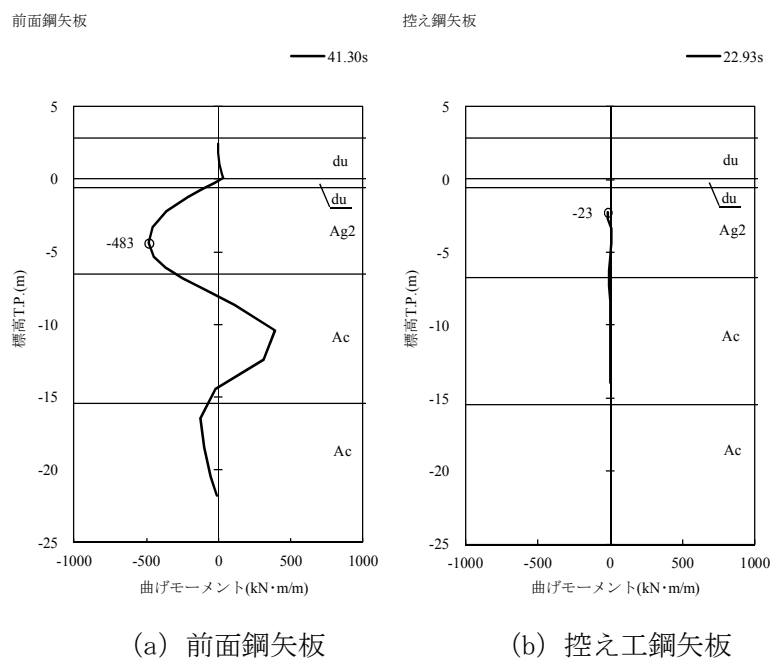 前面鋼矢板
41.30s
5
0
-5
-10
-15
-20
-25
標高T.P.(m)
du
du
Ag2
-483
Ac
Ac
-1000 -500 0 500 1000
曲げモーメント(kN・m/m)
(a) 前面鋼矢板
控え鋼矢板
22.93s
5
0
-5
-10
-15
-20
-25
標高T.P.(m)
du
du
-23
Ag2
Ac
Ac
-1000 -500 0 500 1000
曲げモーメント(kN・m/m)
(b) 控え工鋼矢板